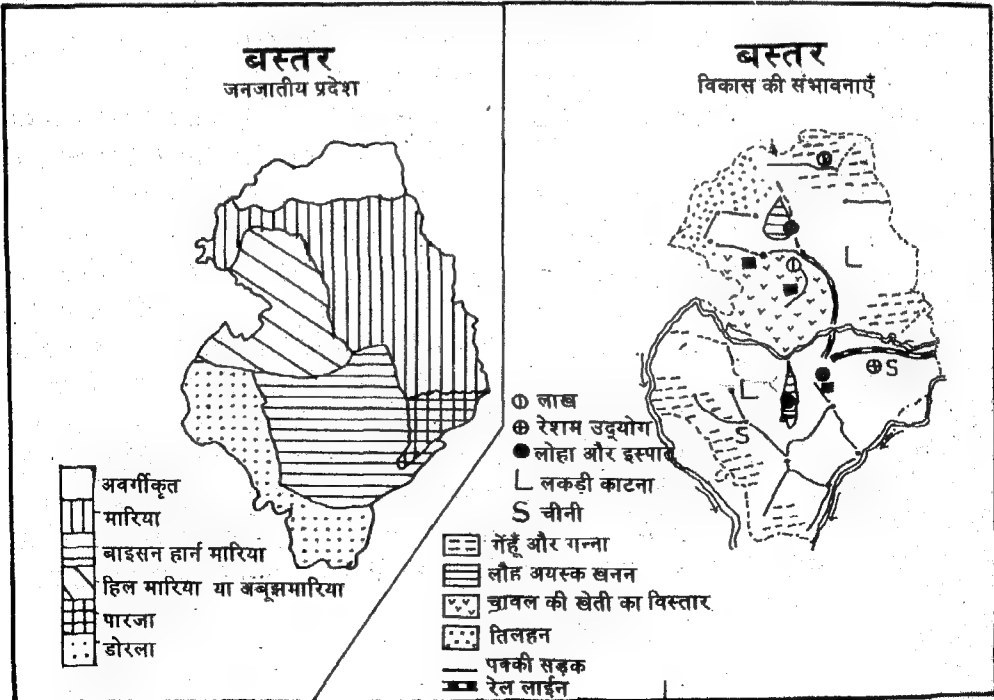 बस्तर
जनजातीय प्रदेश
अवर्गीकृत
मारिया
बाइसन हार्न मारिया
हिल मारिया या अबूझमारिया
पारजा
डोरला
बस्तर
विकास की संभावनाएँ
L
S
L
S
लाख
रेशम उद्योग
लोहा और इस्पात
L लकड़ी काटना
S चीनी
गेंहूँ और गन्ना
लौह अयस्क खनन
चावल की खेती का विस्तार
तिलहन
पक्की सड़क
रेल लाईन